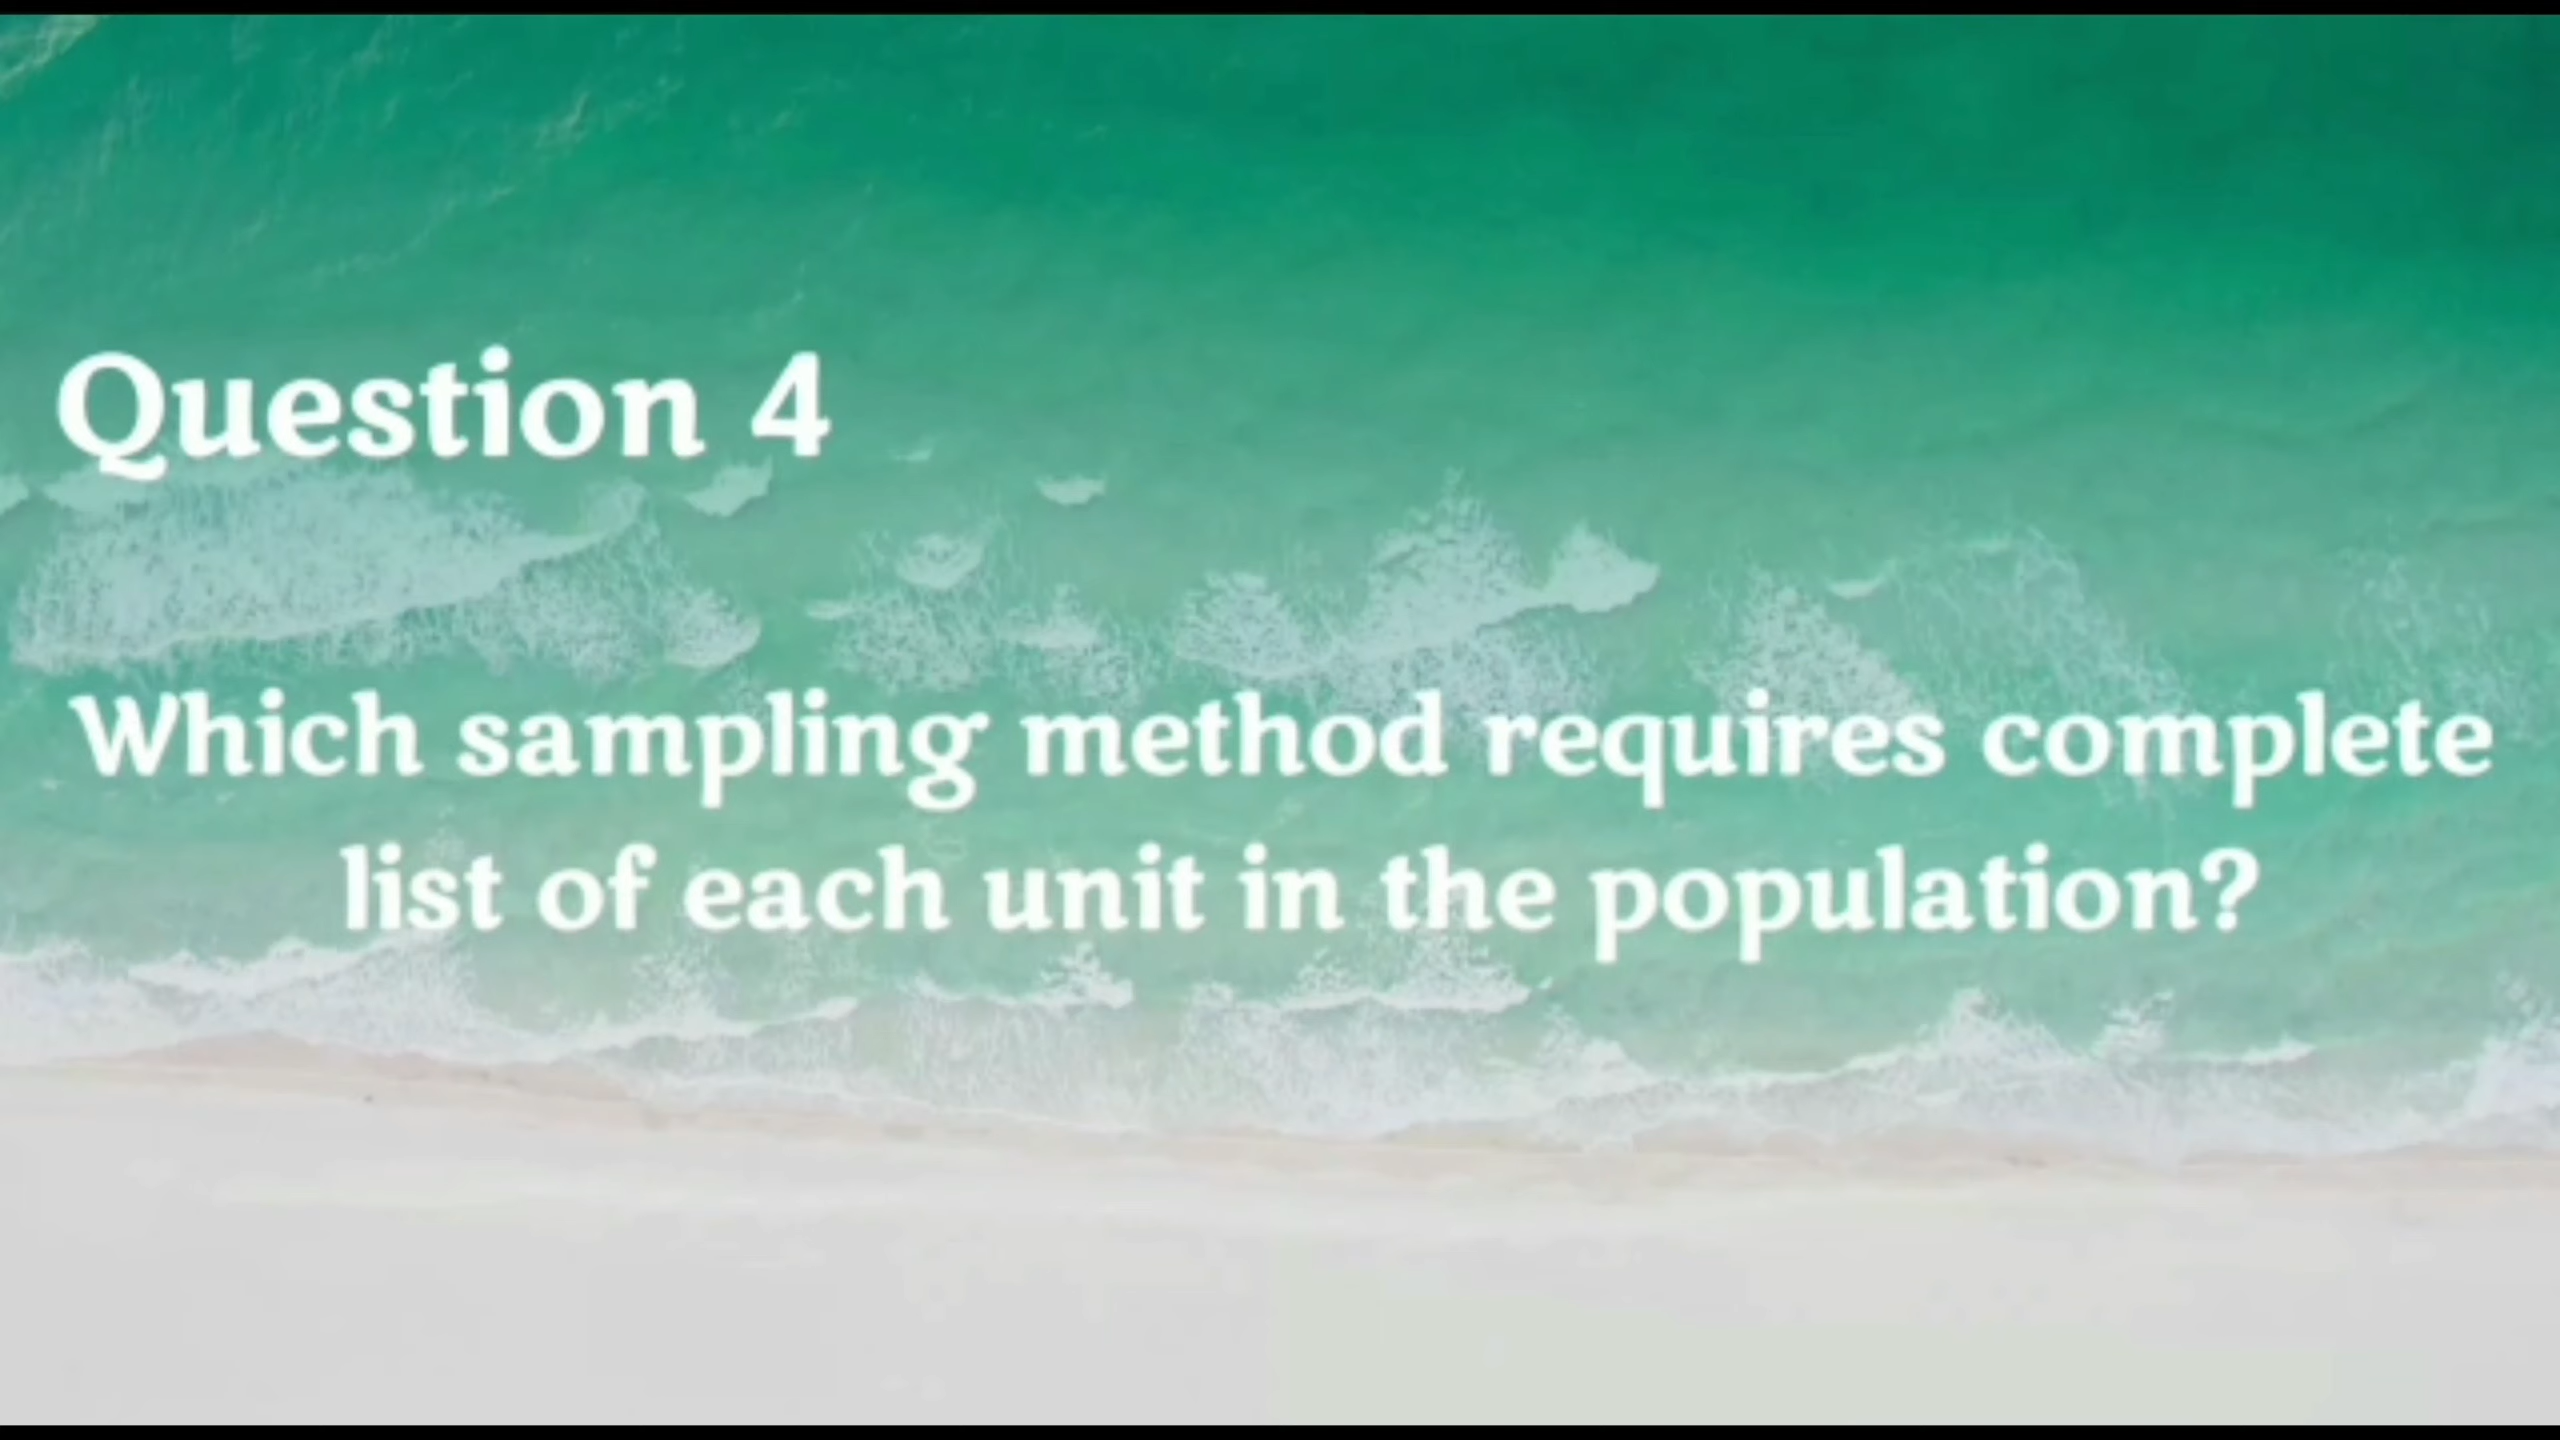 Question 4
Which sampling method requires complete
list of each unit in the population?